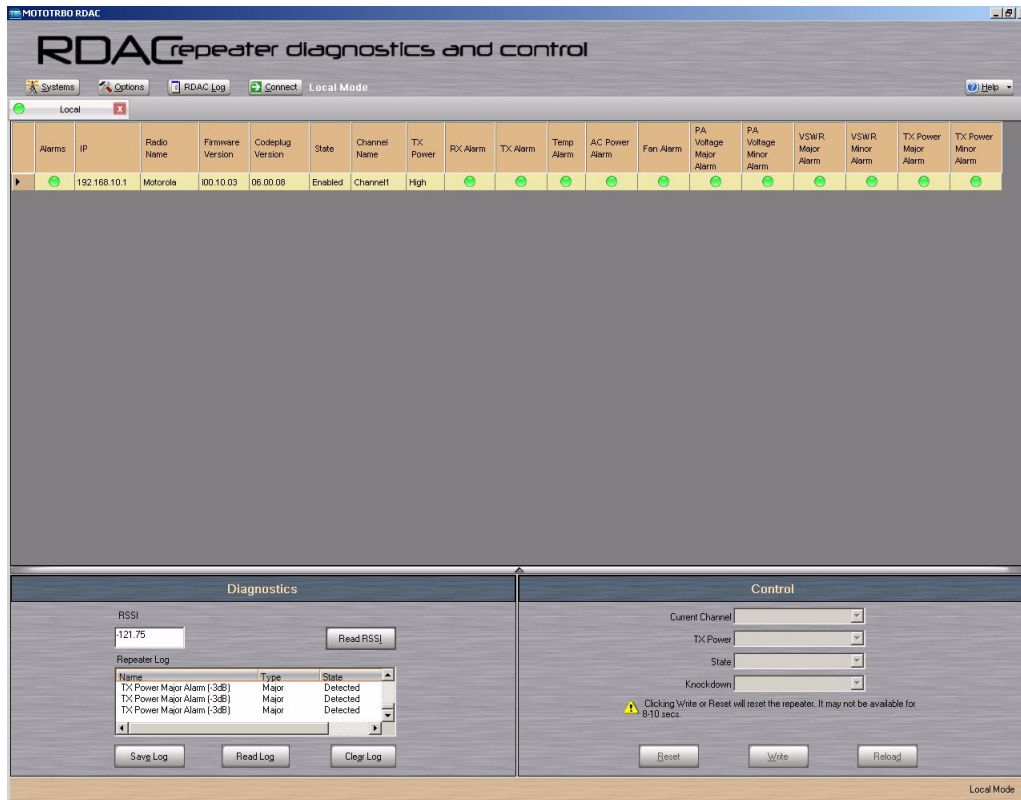 MOTOTRBO RDAC
RDAC repeater diagnostics and control
Systems Options RDAC Log Connect Local Mode Help
Local
Alarms IP Radio Name Firmware Version Codeplug Version State Channel Name TX Power RX Alarm TX Alarm Temp Alarm AC Power Alarm Fan Alarm PA Voltage Major Alarm PA Voltage Minor Alarm VSWR Major Alarm VSWR Minor Alarm TX Power Major Alarm TX Power Minor Alarm
192.168.10.1 Motorola I00.10.03 06.00.08 Enabled Channel1 High
Diagnostics
RSSI
-121.75
Read RSSI
Repeater Log
Name Type State
TX Power Major Alarm (-3dB) Major Detected
TX Power Major Alarm (-3dB) Major Detected
TX Power Major Alarm (-3dB) Major Detected
Save Log Read Log Clear Log
Control
Current Channel
TX Power
State
Knockdown
Clicking Write or Reset will reset the repeater. It may not be available for
8-10 secs.
Reset Write Reload
Local Mode